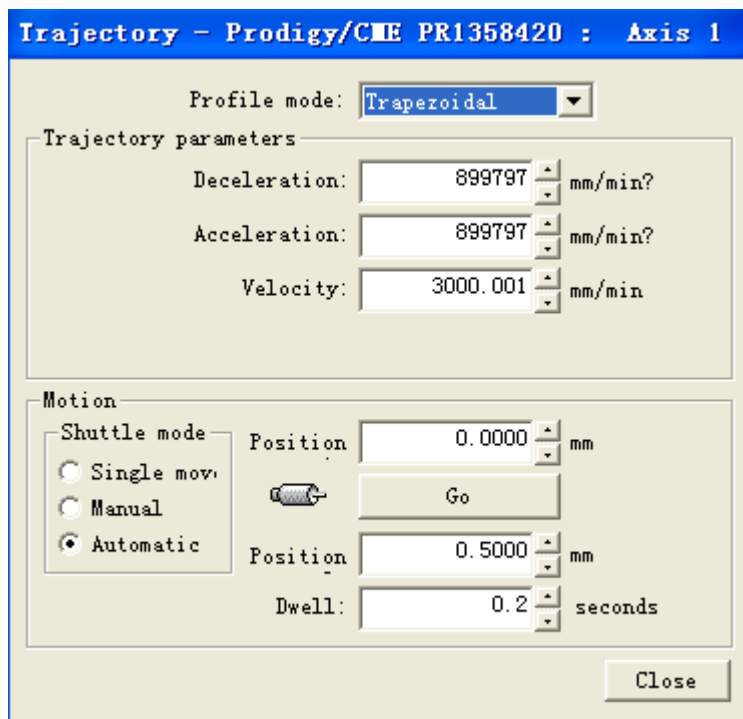 Trajectory - Prodigy/CME PR1358420 : Axis 1
Profile mode: Trapezoidal
Trajectory parameters
Deceleration: 899797 mm/min?
Acceleration: 899797 mm/min?
Velocity: 3000.001 mm/min
Motion
Shuttle mode
Single mov
Manual
Automatic
Position 0.0000 mm
Go
Position 0.5000 mm
Dwell: 0.2 seconds
Close